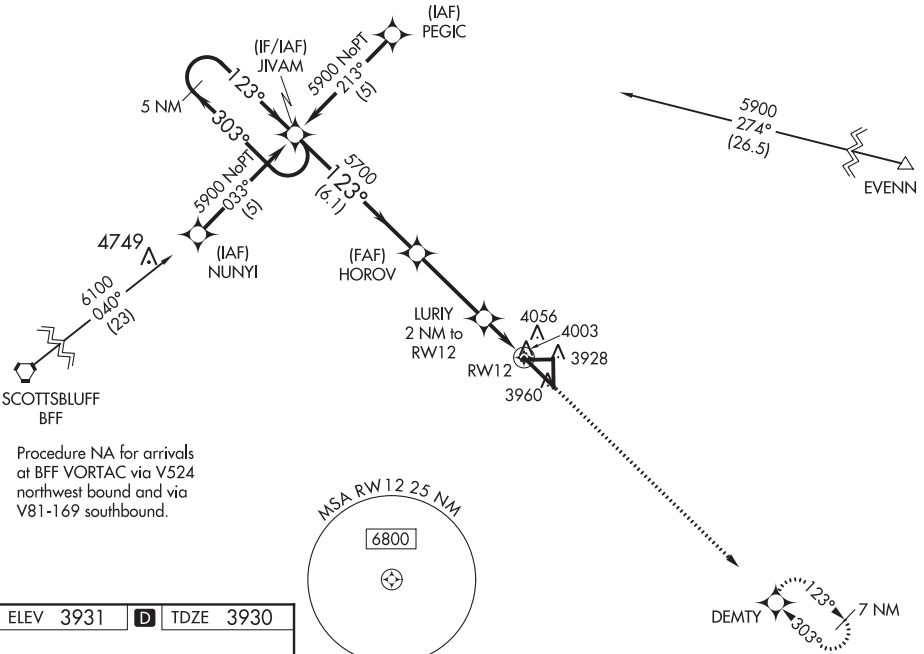 (IAF)
PEGIC
(IF/IAF)
JIVAM
5900 NoPT
213°
(5)
5 NM
123°
303°
5900
274°
(26.5)
EVENN
5900 NoPT
033°
(5)
5700
123°
(6.1)
(IAF)
NUNYI
4749
(FAF)
HOROV
6100
040°
(23)
LURIY
2 NM to
RW12
4056
4003
3928
RW12
3960
SCOTTSBLUFF
BFF
Procedure NA for arrivals
at BFF VORTAC via V524
northwest bound and via
V81-169 southbound.
MSA RW12 25 NM
6800
DEMTY
123°
303°
7 NM
ELEV 3931 D TDZE 3930